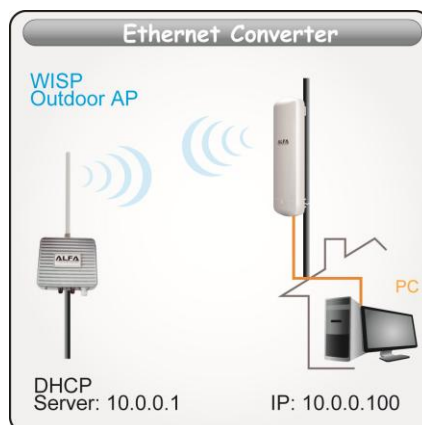 Ethernet Converter
WISP
Outdoor AP
ALFA
ALFA
PC
DHCP
Server: 10.0.0.1
IP: 10.0.0.100